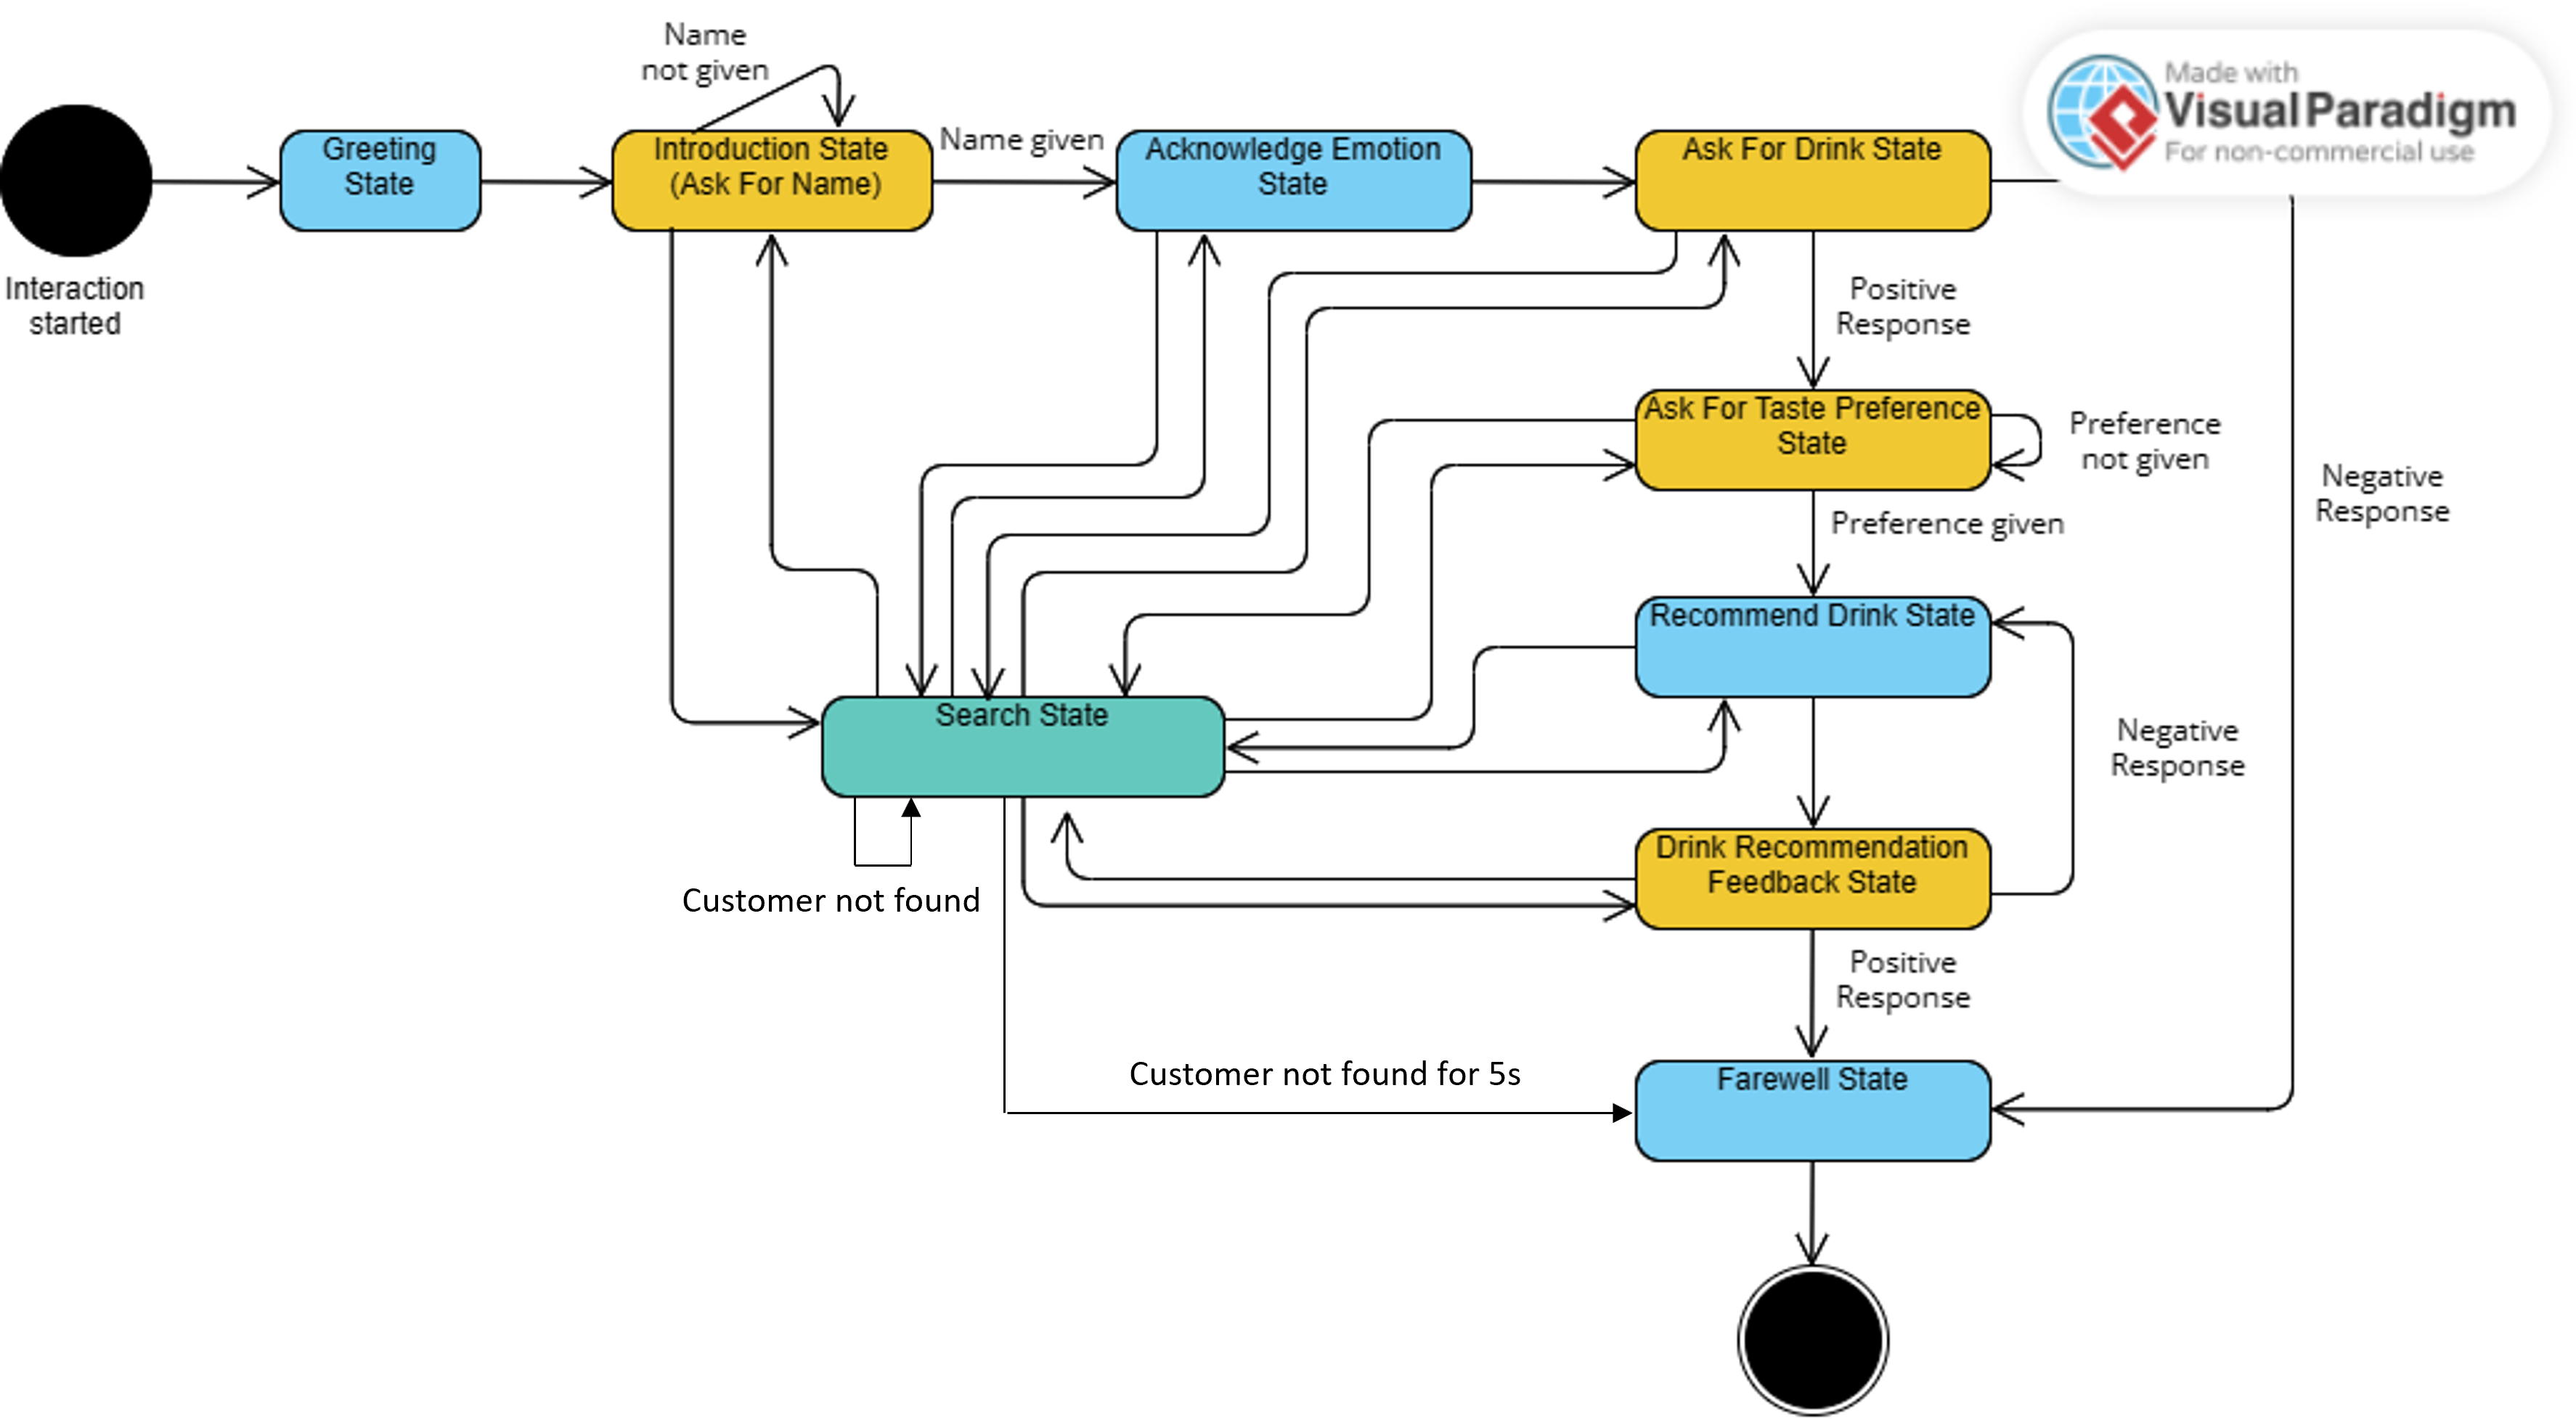 Name
not given
Made with
Visual Paradigm
For non-commercial use
Greeting
State
Introduction State
(Ask For Name)
Name given
Acknowledge Emotion
State
Ask For Drink State
Interaction
started
Positive
Response
Ask For Taste Preference
State
Preference
not given
Negative
Response
Preference given
Recommend Drink State
Search State
Negative
Response
Drink Recommendation
Feedback State
Customer not found
Positive
Response
Customer not found for 5s
Farewell State